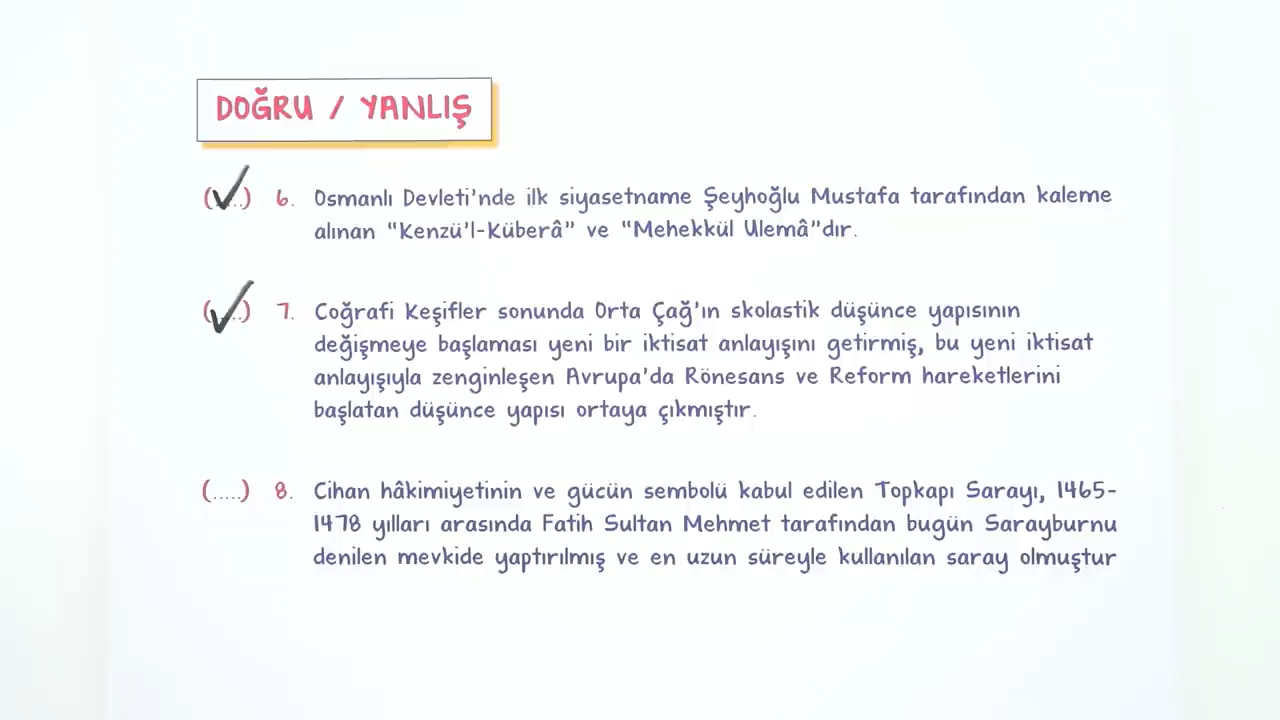 DOĞRU / YANLIŞ
(.....) 6. Osmanlı Devleti'nde ilk siyasetname Şeyhoğlu Mustafa tarafından kaleme
alınan "Kenzü'l-Küberâ" ve "Mehekkül Ulemâ"dır.
(.....) 7. Coğrafi Keşifler sonunda Orta Çağ'ın skolastik düşünce yapısının
değişmeye başlaması yeni bir iktisat anlayışını getirmiş, bu yeni iktisat
anlayışıyla zenginleşen Avrupa'da Rönesans ve Reform hareketlerini
başlatan düşünce yapısı ortaya çıkmıştır.
(.....) 8. Cihan hâkimiyetinin ve gücün sembolü kabul edilen Topkapı Sarayı, 1465-
1478 yılları arasında Fatih Sultan Mehmet tarafından bugün Sarayburnu
denilen mevkide yaptırılmış ve en uzun süreyle kullanılan saray olmuştur